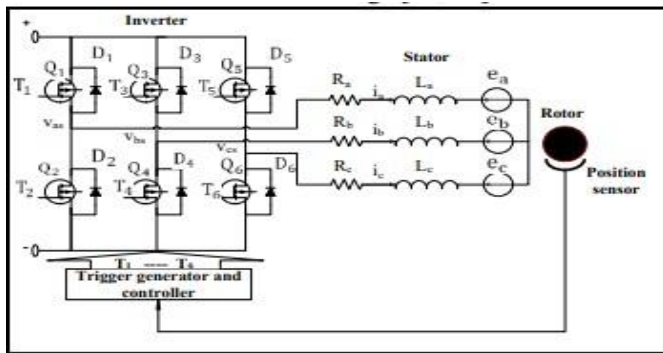 + Inverter
D1 D3 D5
Q1 Q3 Q5
T1 T3 T5
Stator
Ra ia La ea
Rotor
vas
vbs
vcs
Rb ib Lb eb
Rc ic Lc ec
Position
sensor
D2 D4 D6
Q2 Q4 Q6
T2 T4 T6
-
T1 ---- T6
Trigger generator and
controller